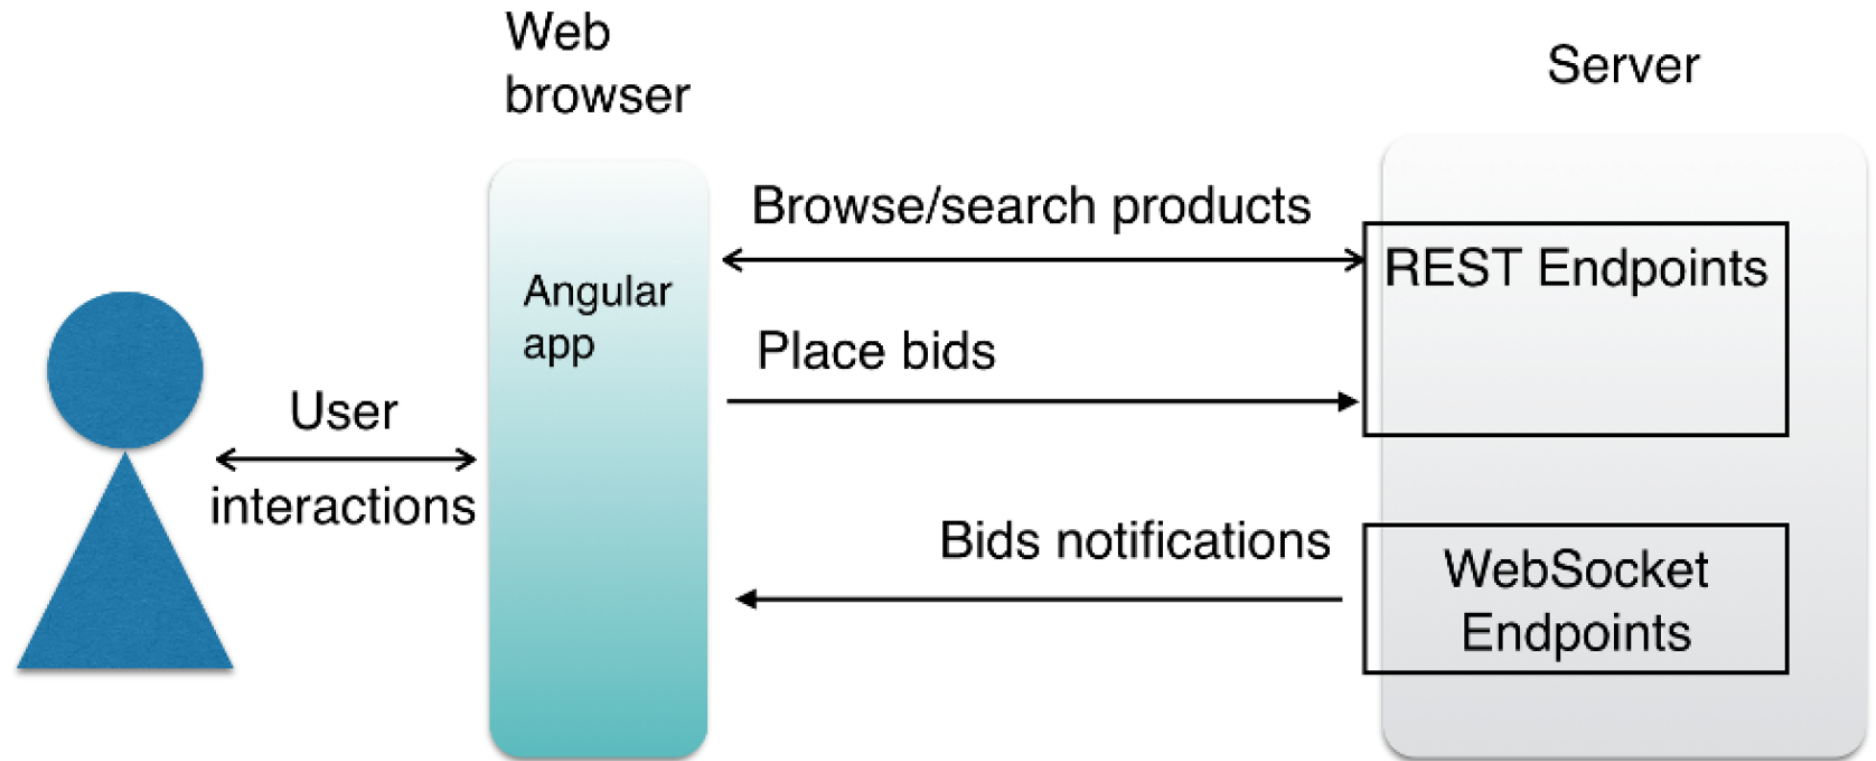 Web
browser
Server
Browse/search products
REST Endpoints
Angular
app
Place bids
User
interactions
Bids notifications
WebSocket
Endpoints